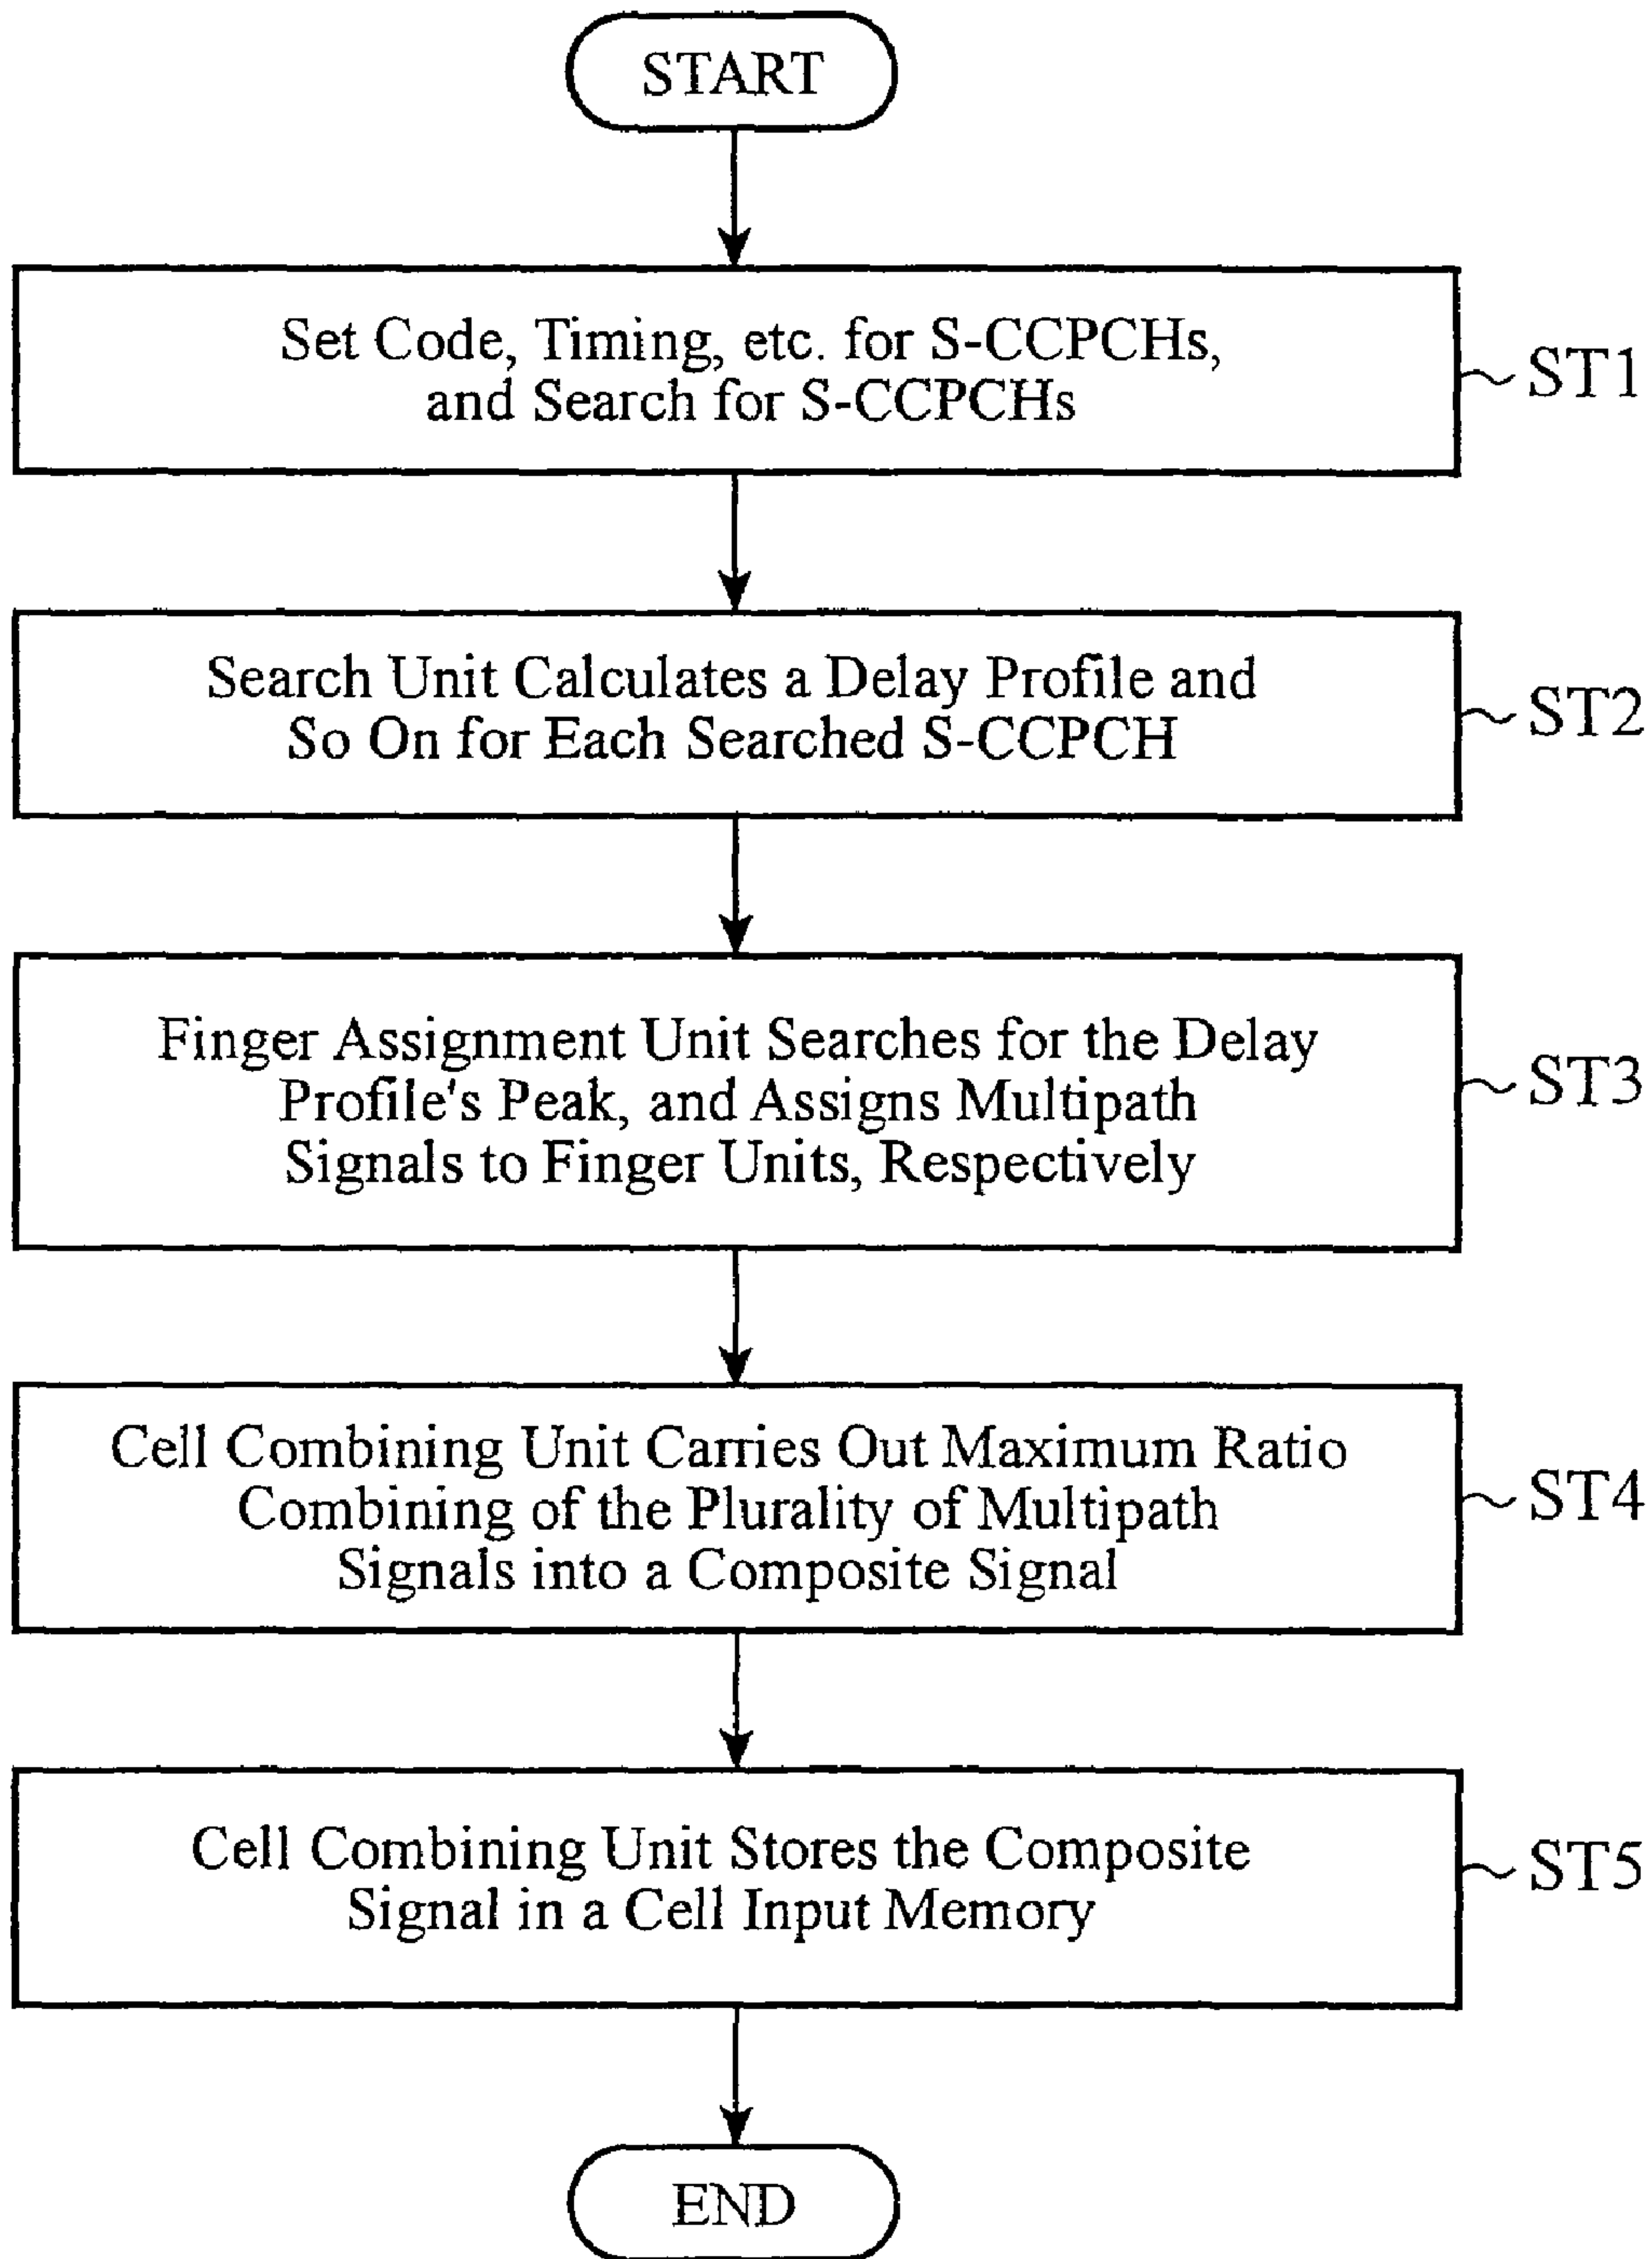 START
Set Code, Timing, etc. for S-CCPCHs,
and Search for S-CCPCHs
ST1
Search Unit Calculates a Delay Profile and
So On for Each Searched S-CCPCH
ST2
Finger Assignment Unit Searches for the Delay
Profile's Peak, and Assigns Multipath
Signals to Finger Units, Respectively
ST3
Cell Combining Unit Carries Out Maximum Ratio
Combining of the Plurality of Multipath
Signals into a Composite Signal
ST4
Cell Combining Unit Stores the Composite
Signal in a Cell Input Memory
ST5
END